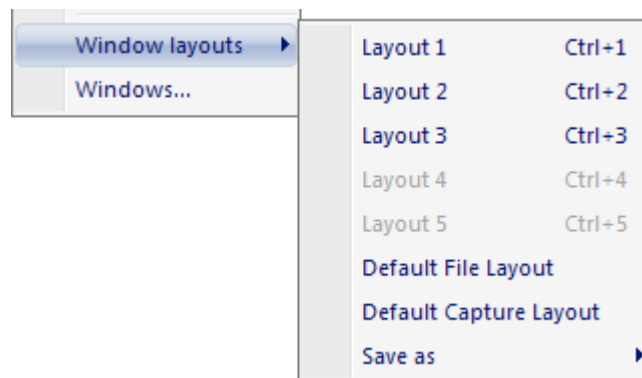 Window layouts
Windows...
Layout 1 Ctrl+1
Layout 2 Ctrl+2
Layout 3 Ctrl+3
Layout 4 Ctrl+4
Layout 5 Ctrl+5
Default File Layout
Default Capture Layout
Save as